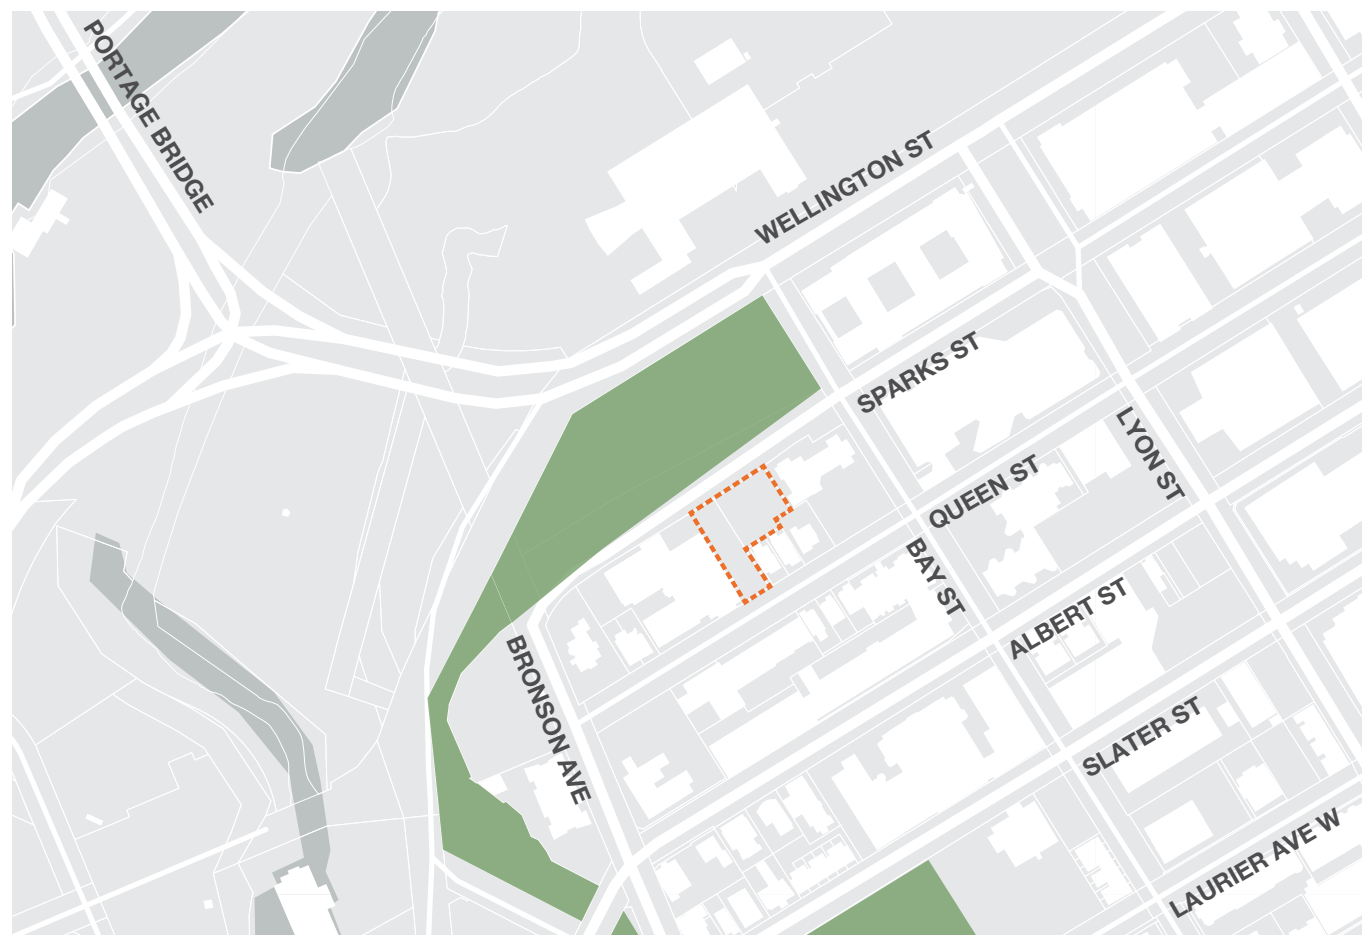 PORTAGE BRIDGE
WELLINGTON ST
SPARKS ST
QUEEN ST
LYON ST
BAY ST
ALBERT ST
BRONSON AVE
SLATER ST
LAURIER AVE W